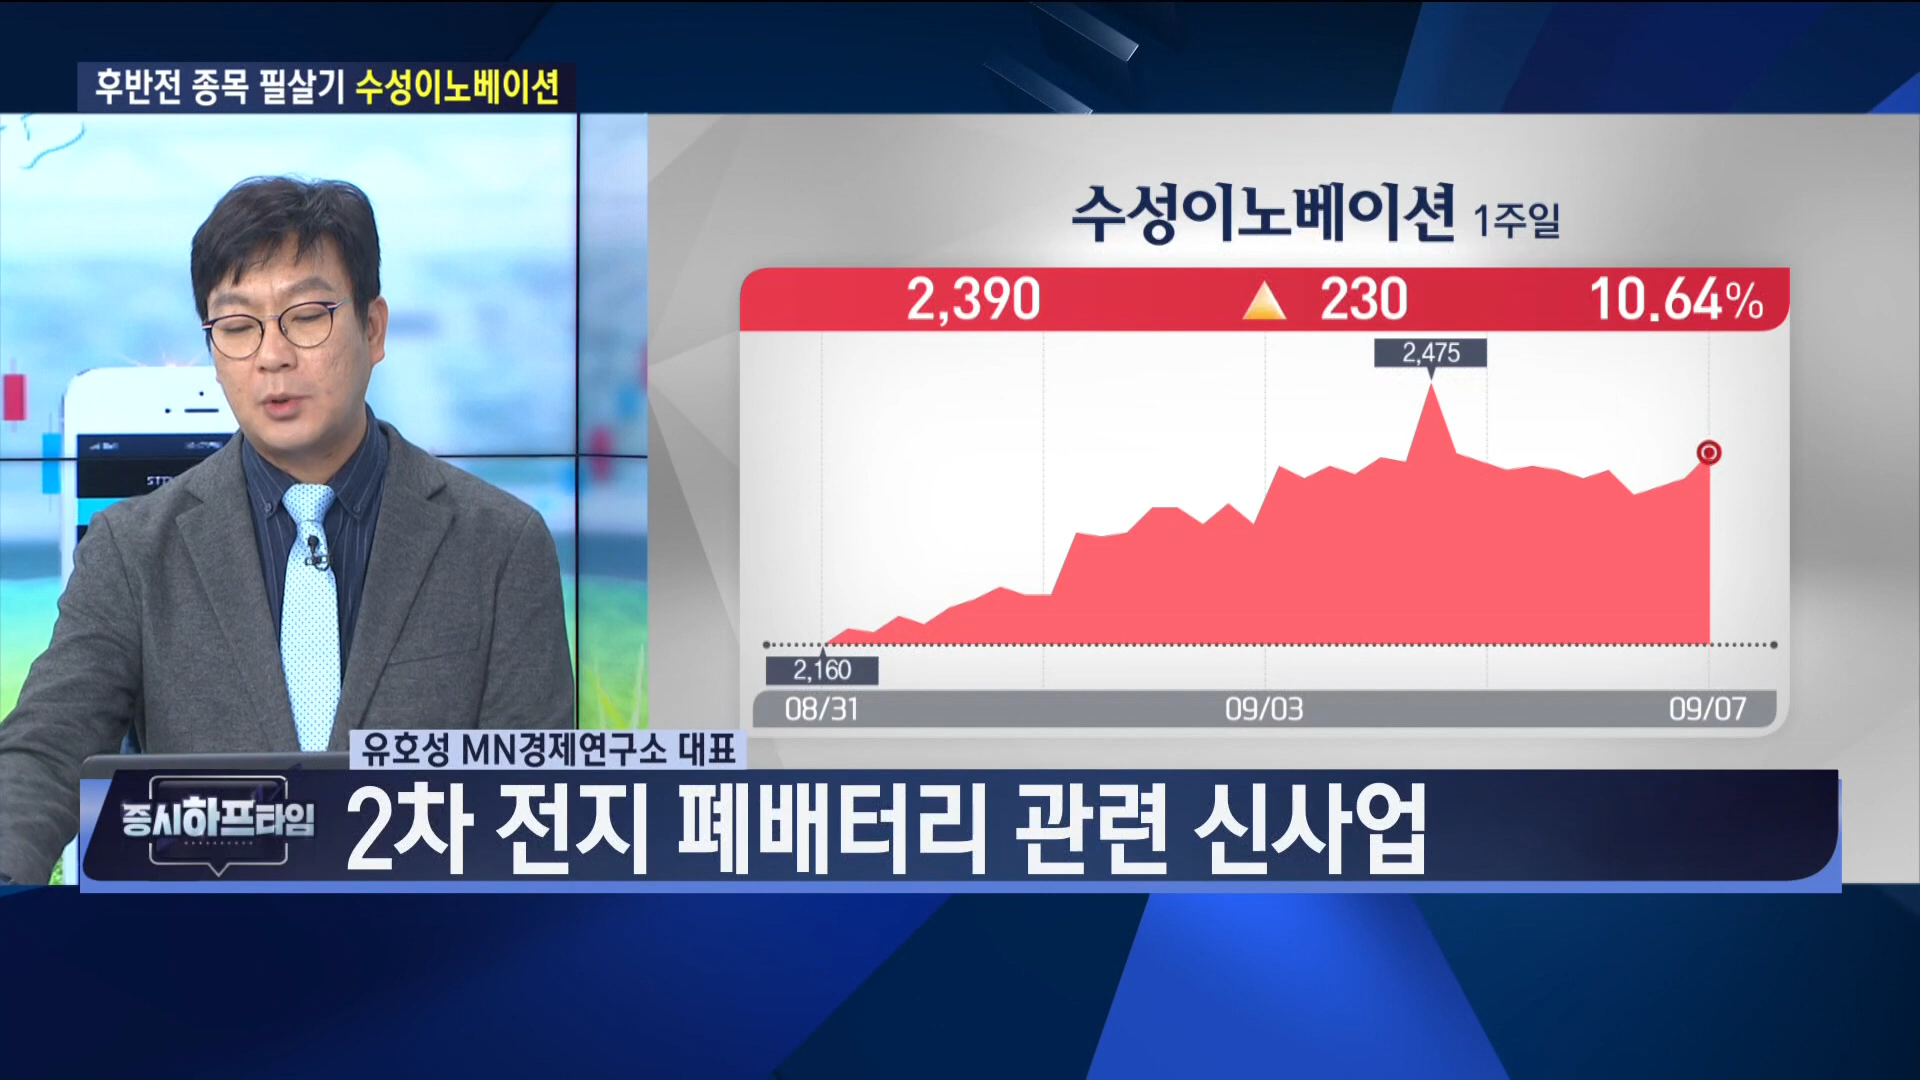 후반전 종목 필살기 수성이노베이션
수성이노베이션 1주일
2,390 ▲ 230 10.64%
2,475
2,160
08/31 09/03 09/07
유호성 MN경제연구소 대표
증시하프타임
2차 전지 폐배터리 관련 신사업